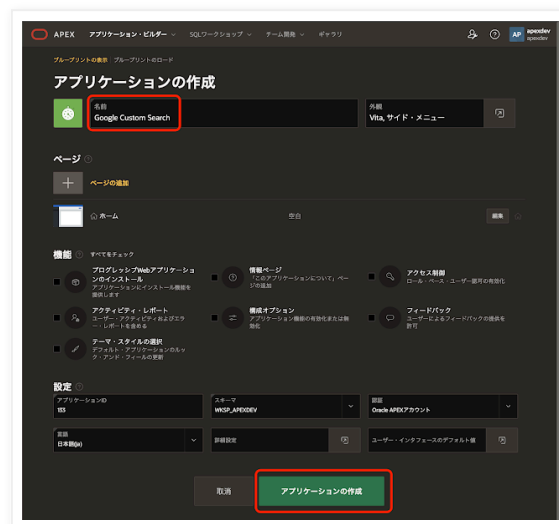 APEX アプリケーション・ビルダー SQLワークショップ チーム開発 ギャラリ AP apexdev
apexdev
ブループリントの表示 ブループリントのロード
アプリケーションの作成
名前
Google Custom Search
外観
Vita, サイド・メニュー
ページ
ページの追加
ホーム 空白 編集
機能 すべてをチェック
プログレッシブWebアプリケーションのインストール
アプリケーションにインストール機能を提供します
情報ページ
「このアプリケーションについて」ページの追加
アクセス制御
ロール・ベース・ユーザー認可の有効化
アクティビティ・レポート
ユーザー・アクティビティおよびエラー・レポートを含める
構成オプション
アプリケーション機能の有効化または無効化
フィードバック
ユーザーによるフィードバックの提供を許可
テーマ・スタイルの選択
デフォルト・アプリケーションのルック・アンド・フィールの更新
設定
アプリケーションID
153
スキーマ
WKSP_APEXDEV
認証
Oracle APEXアカウント
言語
日本語(ja)
詳細設定
ユーザー・インタフェースのデフォルト値
取消 アプリケーションの作成